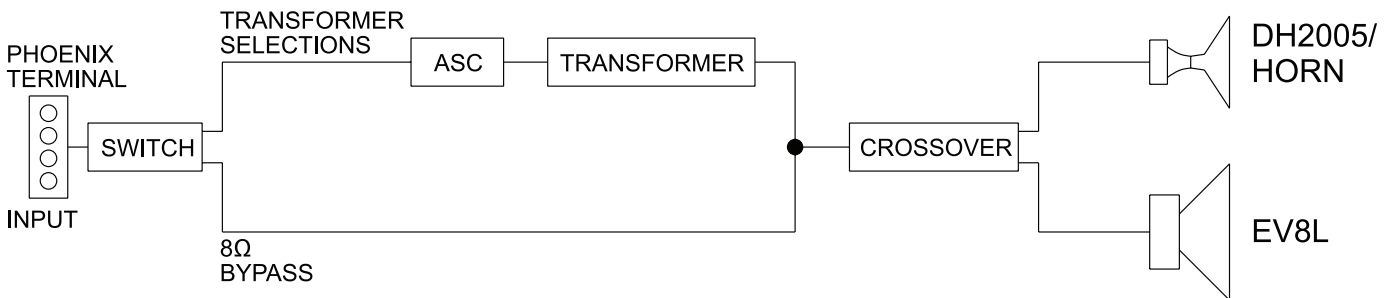 PHOENIX
TERMINAL
INPUT
SWITCH
TRANSFORMER
SELECTIONS
ASC
TRANSFORMER
8Ω
BYPASS
CROSSOVER
DH2005/
HORN
EV8L